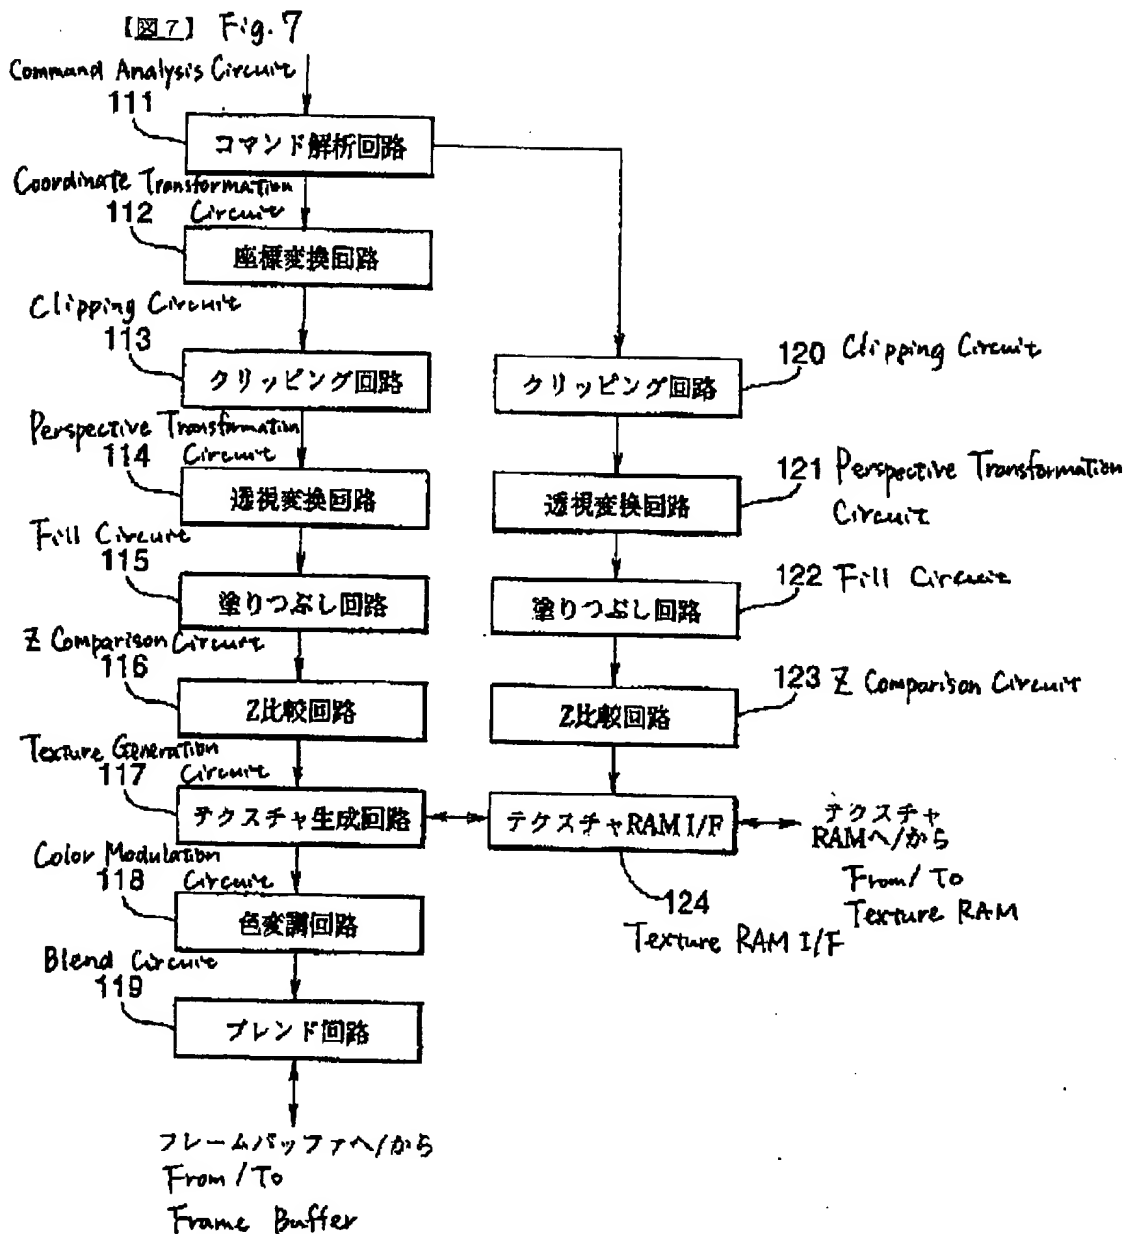 【図7】 Fig. 7
Command Analysis Circuit
111
コマンド解析回路
Coordinate Transformation
112 Circuit
座標変換回路
Clipping Circuit
113
クリッピング回路
Perspective Transformation
114 Circuit
透視変換回路
Fill Circuit
115
塗りつぶし回路
Z Comparison Circuit
116
Z比較回路
Texture Generation
117 Circuit
テクスチャ生成回路
Color Modulation
118 Circuit
色変調回路
Blend Circuit
119
ブレンド回路
フレームバッファへ/から
From / To
Frame Buffer
120 Clipping Circuit
クリッピング回路
121 Perspective Transformation
Circuit
透視変換回路
122 Fill Circuit
塗りつぶし回路
123 Z Comparison Circuit
Z比較回路
テクスチャRAM I/F
124
Texture RAM I/F
テクスチャ
RAMへ/から
From / To
Texture RAM